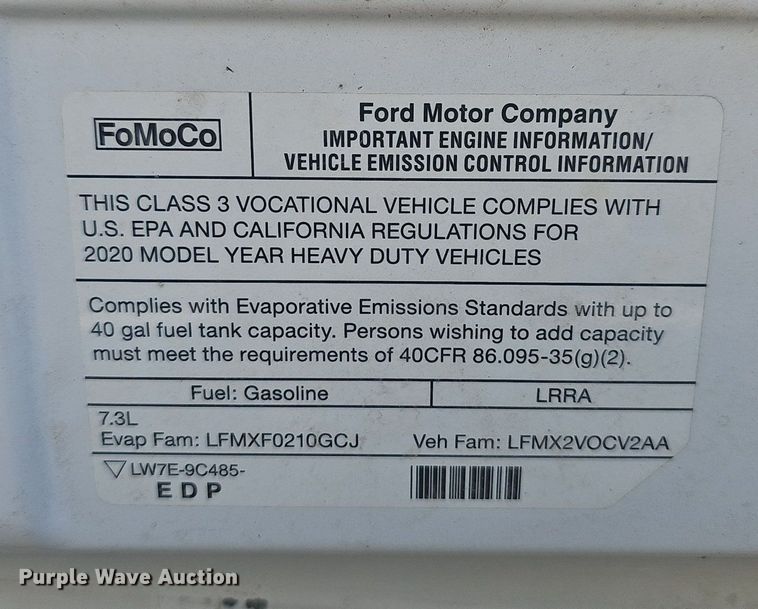 FoMoCo
Ford Motor Company
IMPORTANT ENGINE INFORMATION/
VEHICLE EMISSION CONTROL INFORMATION
THIS CLASS 3 VOCATIONAL VEHICLE COMPLIES WITH
U.S. EPA AND CALIFORNIA REGULATIONS FOR
2020 MODEL YEAR HEAVY DUTY VEHICLES
Complies with Evaporative Emissions Standards with up to
40 gal fuel tank capacity. Persons wishing to add capacity
must meet the requirements of 40CFR 86.095-35(g)(2).
Fuel: Gasoline LRRA
7.3L
Evap Fam: LFMXF0210GCJ Veh Fam: LFMX2VOCV2AA
LW7E-9C485-
EDP
Purple Wave Auction